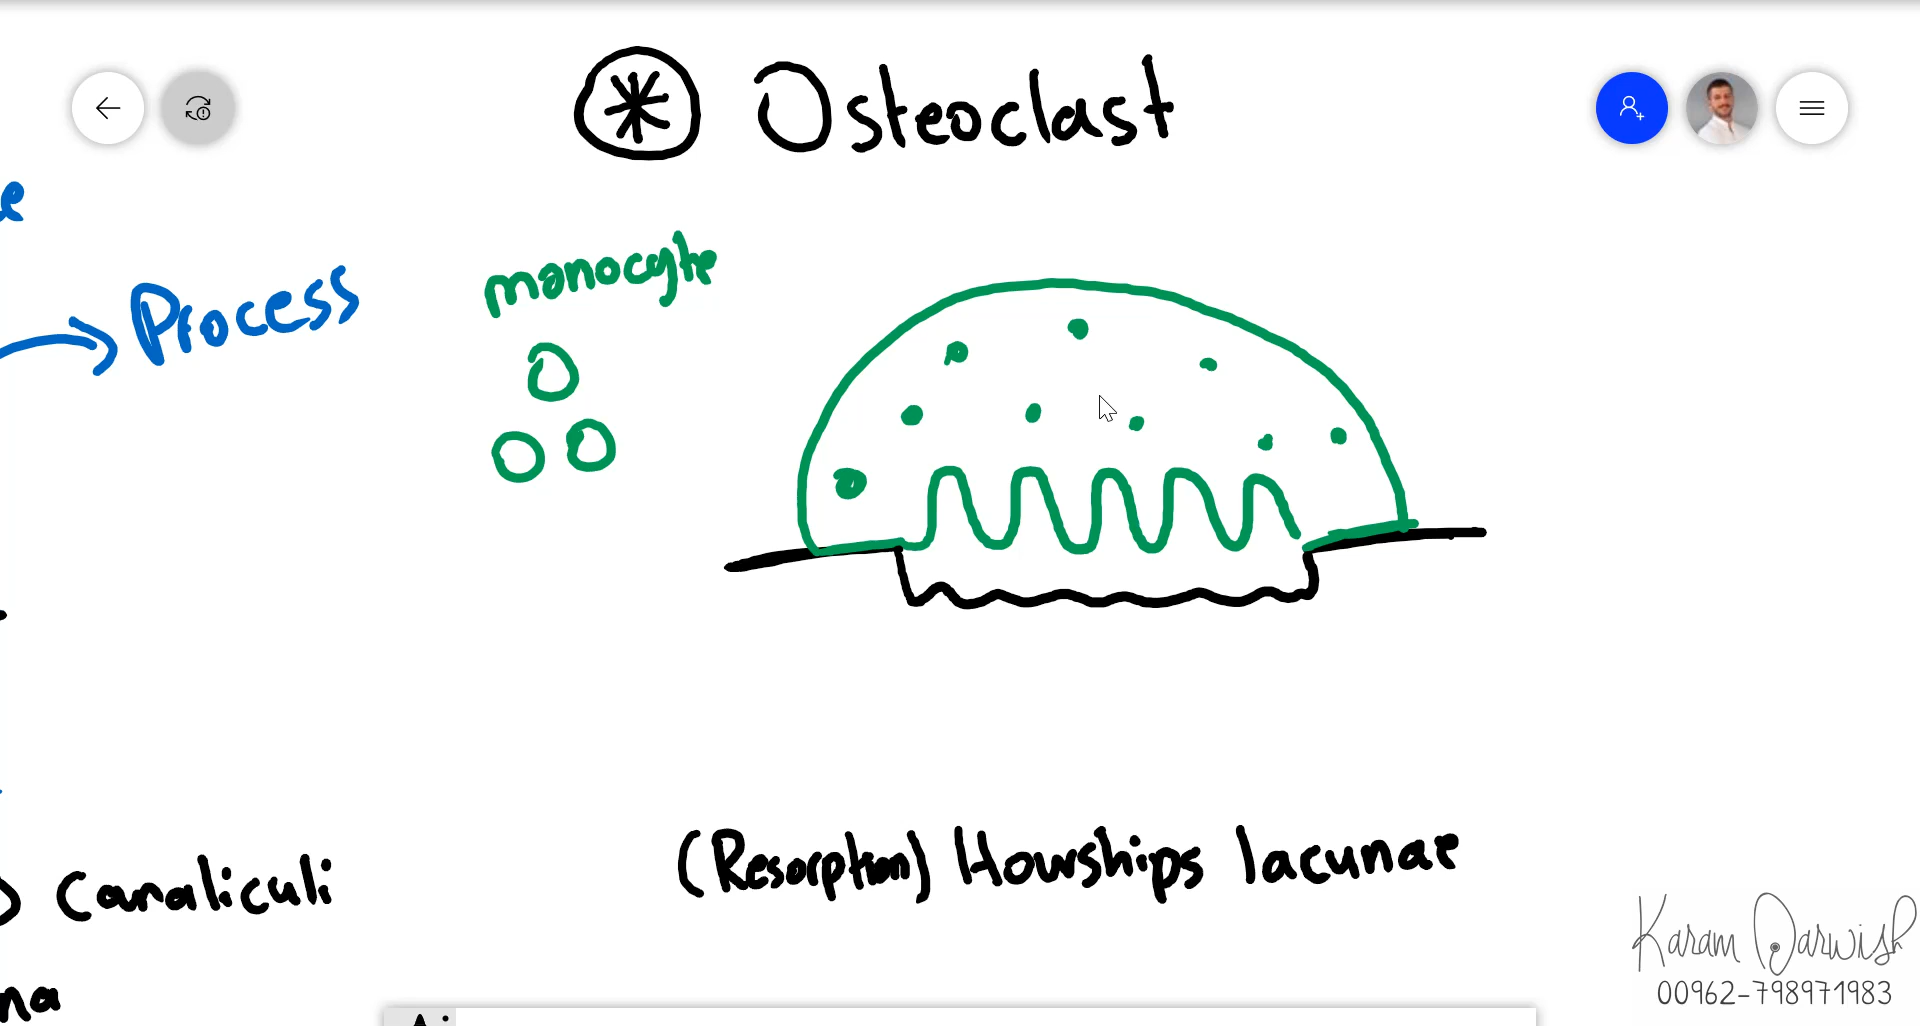 Osteoclast
Process
monocyte
(Resorption) Howships lacunae
Canaliculi
Karam Darwish
00962-798971983